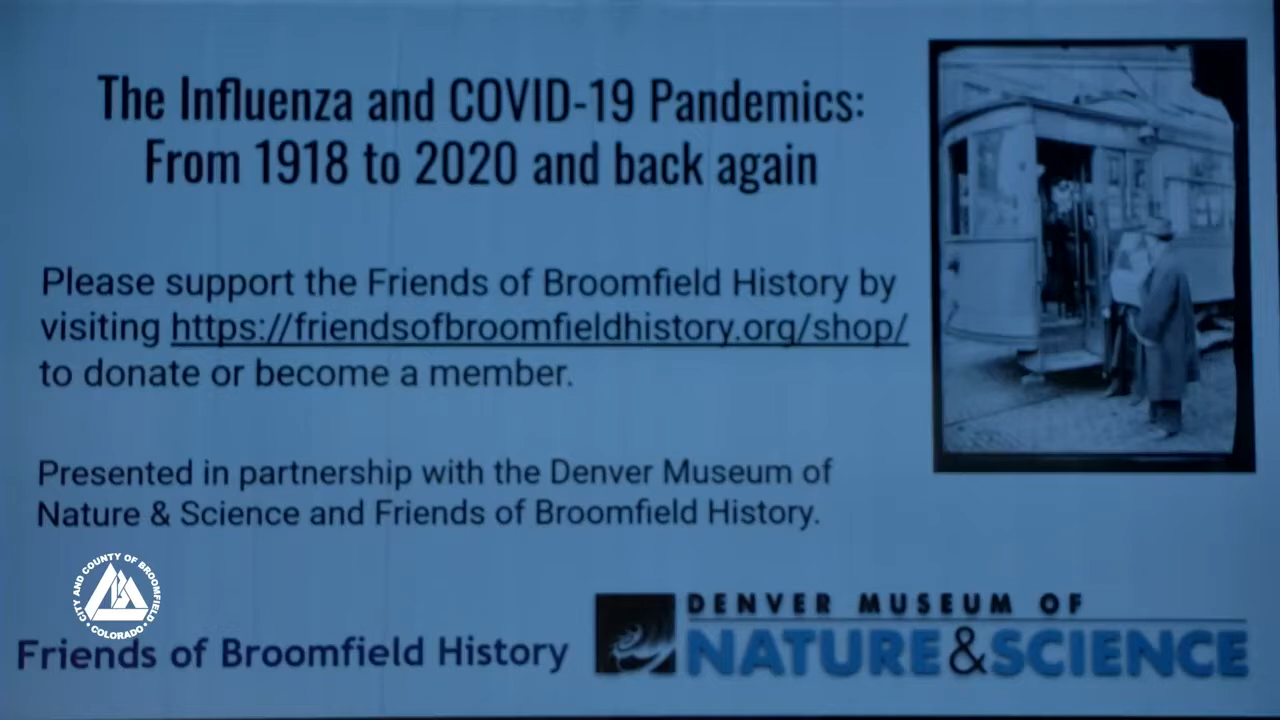 The Influenza and COVID-19 Pandemics:
From 1918 to 2020 and back again
Please support the Friends of Broomfield History by
visiting https://friendsofbroomfieldhistory.org/shop/
to donate or become a member.
Presented in partnership with the Denver Museum of
Nature & Science and Friends of Broomfield History.
CITY AND COUNTY OF BROOMFIELD
• COLORADO •
Friends of Broomfield History
DENVER MUSEUM OF
NATURE & SCIENCE